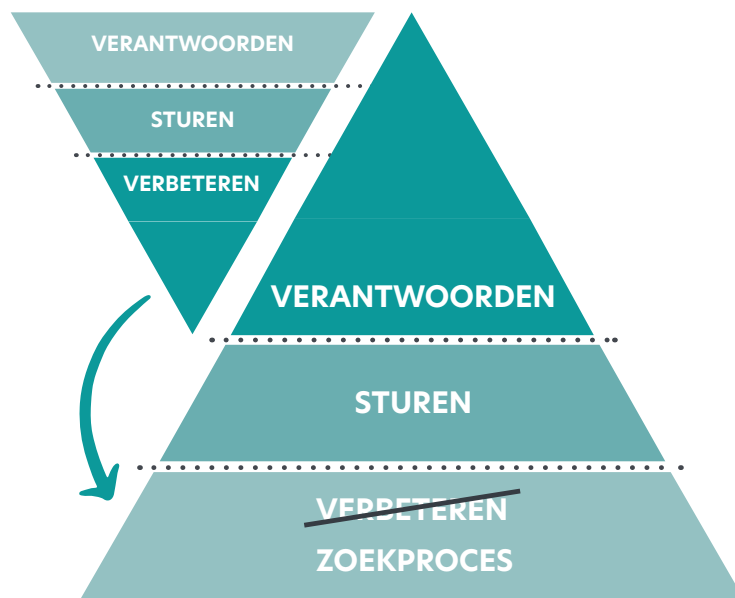 VERANTWOORDEN
STUREN
VERBETEREN
VERANTWOORDEN
STUREN
VERBETEREN
ZOEKPROCES